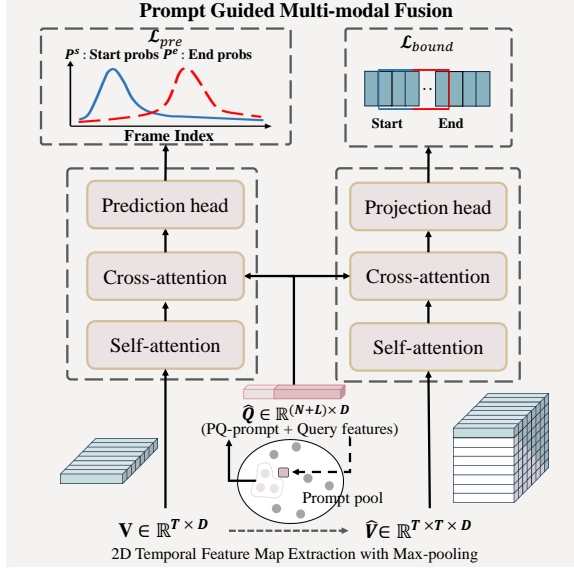 Prompt Guided Multi-modal Fusion
𝓛_pre
P^s : Start probs P^e : End probs
Frame Index
𝓛_bound
. .
Start End
Prediction head
Cross-attention
Self-attention
Projection head
Cross-attention
Self-attention
Q̂ ∈ ℝ^(N+L)×D
(PQ-prompt + Query features)
Prompt pool
V ∈ ℝ^T×D
V̂ ∈ ℝ^T×T×D
2D Temporal Feature Map Extraction with Max-pooling